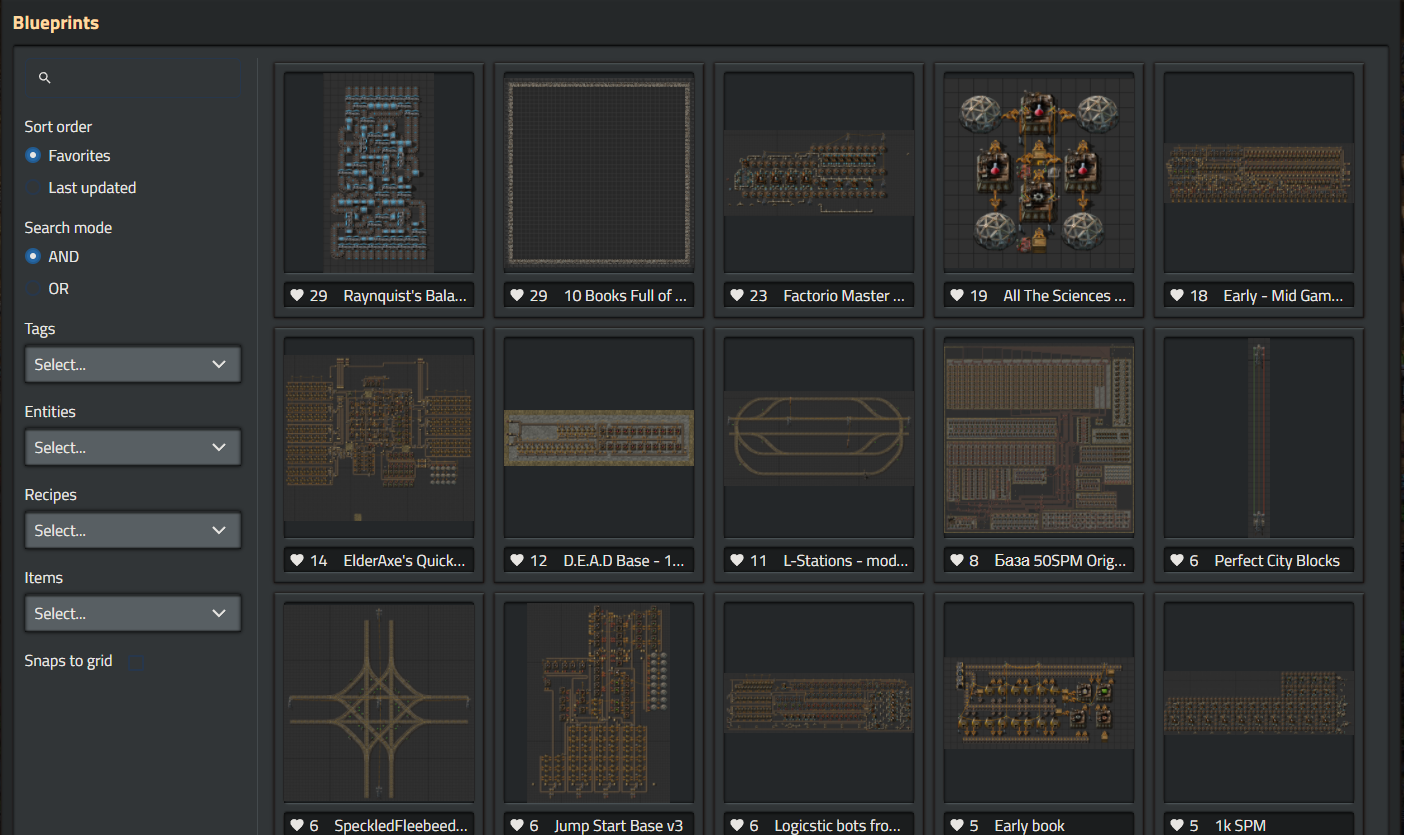 Blueprints
Sort order
Favorites
Last updated
Search mode
AND
OR
Tags
Select...
Entities
Select...
Recipes
Select...
Items
Select...
Snaps to grid
29 Raynquist's Bala...
29 10 Books Full of ...
23 Factorio Master ...
19 All The Sciences ...
18 Early - Mid Gam...
14 ElderAxe's Quick...
12 D.E.A.D Base - 1...
11 L-Stations - mod...
8 База 50SPM Orig...
6 Perfect City Blocks
6 SpeckledFleebeed...
6 Jump Start Base v3
6 Logicstic bots fro...
5 Early book
5 1k SPM